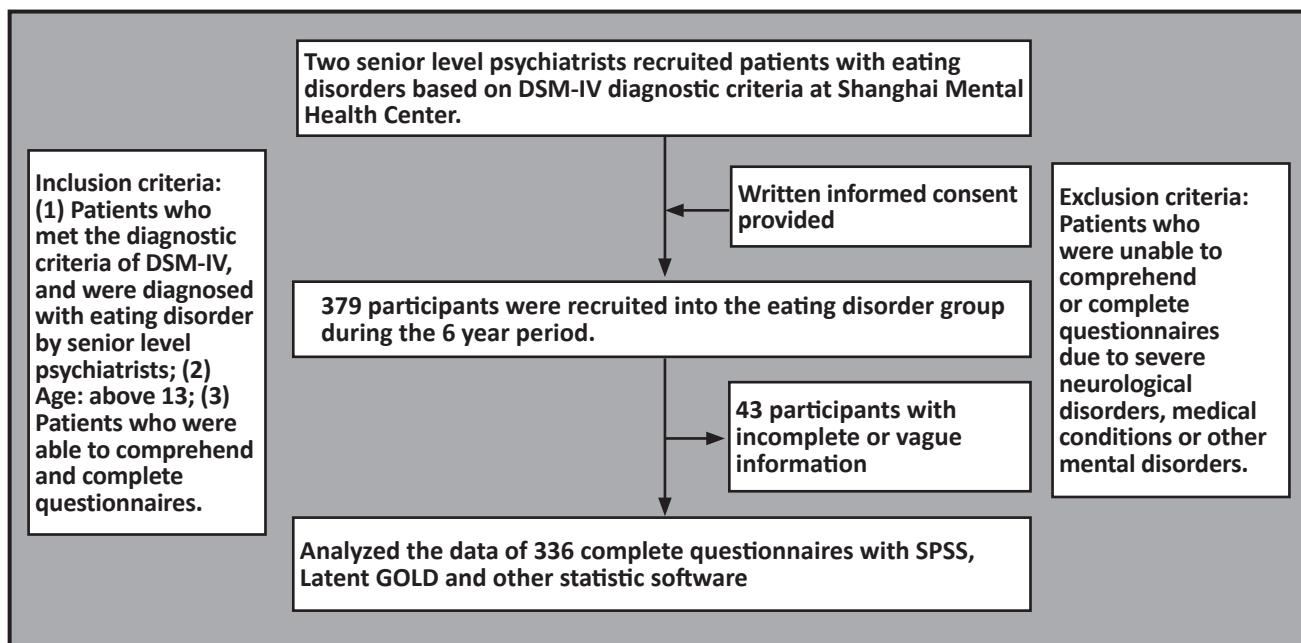 Two senior level psychiatrists recruited patients with eating
disorders based on DSM-IV diagnostic criteria at Shanghai Mental
Health Center.
Inclusion criteria:
(1) Patients who
met the diagnostic
criteria of DSM-IV,
and were diagnosed
with eating disorder
by senior level
psychiatrists; (2)
Age: above 13; (3)
Patients who were
able to comprehend
and complete
questionnaires.
Written informed consent
provided
Exclusion criteria:
Patients who
were unable to
comprehend
or complete
questionnaires
due to severe
neurological
disorders, medical
conditions or other
mental disorders.
379 participants were recruited into the eating disorder group
during the 6 year period.
43 participants with
incomplete or vague
information
Analyzed the data of 336 complete questionnaires with SPSS,
Latent GOLD and other statistic software